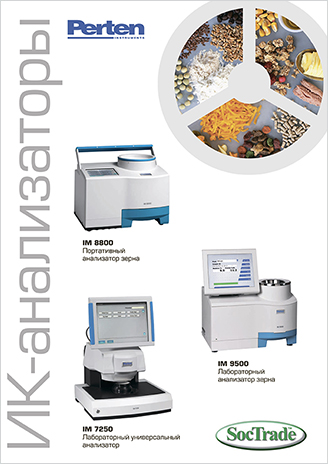 ИК-анализаторы
Perten
INSTRUMENTS
IM 8800
Портативный
анализатор зерна
IM 9500
Лабораторный
анализатор зерна
IM 7250
Лабораторный универсальный
анализатор
SocTrade